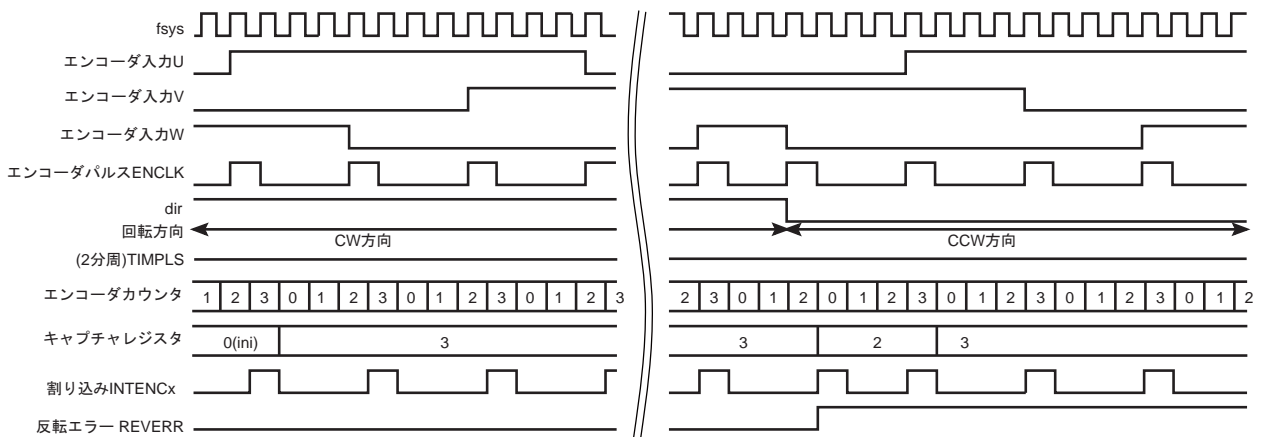 fsys
エンコーダ入力U
エンコーダ入力V
エンコーダ入力W
エンコーダパルスENCLK
dir
回転方向 CW方向 CCW方向
(2分周)TIMPLS
エンコーダカウンタ 1 2 3 0 1 2 3 0 1 2 3 0 1 2 3 2 3 0 1 2 0 1 2 3 0 1 2 3 0 1 2 3 0 1 2
キャプチャレジスタ 0(ini) 3 3 2 3
割り込みINTENCx
反転エラー REVERR